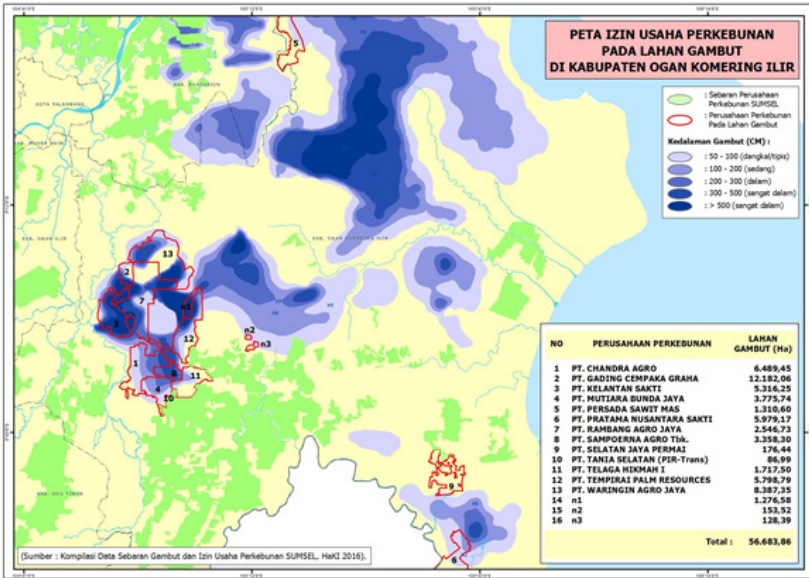 PETA IZIN USAHA PERKEBUNAN
PADA LAHAN GAMBUT
DI KABUPATEN OGAN KOMERING ILIR
: Sebaran Perusahaan
Perkebunan SUMSEL
: Perusahaan Perkebunan
Pada Lahan Gambut
Kedalaman Gambut (CM) :
: 50 - 100 (dangkal/tipis)
: 100 - 200 (sedang)
: 200 - 300 (dalam)
: 300 - 500 (sangat dalam)
: > 500 (sangat dalam)
KOTA PALEMBANG
KAB. OGAN ILIR
KAB. OGAN KOMERING ILIR
5
13
2
7
n1
3
n2
12
n3
1
8
11
4
10
9
6
NO PERUSAHAAN PERKEBUNAN LAHAN GAMBUT (Ha)
1 PT. CHANDRA AGRO 6.489,45
2 PT. GADING CEMPAKA GRAHA 12.182,06
3 PT. KELANTAN SAKTI 5.316,25
4 PT. MUTIARA BUNDA JAYA 3.775,74
5 PT. PERSADA SAWIT MAS 1.310,60
6 PT. PRATAMA NUSANTARA SAKTI 5.979,17
7 PT. RAMBANG AGRO JAYA 2.546,73
8 PT. SAMPOERNA AGRO Tbk. 3.358,30
9 PT. SELATAN JAYA PERMAI 176,44
10 PT. TANIA SELATAN (PIR-Trans) 86,99
11 PT. TELAGA HIKMAH I 1.717,50
12 PT. TEMPIRAI PALM RESOURCES 5.798,79
13 PT. WARINGIN AGRO JAYA 8.387,35
14 n1 1.276,58
15 n2 153,52
16 n3 128,39
Total : 56.683,86
(Sumber : Kompilasi Data Sebaran Gambut dan Izin Usaha Perkebunan SUMSEL, HaKI 2016).